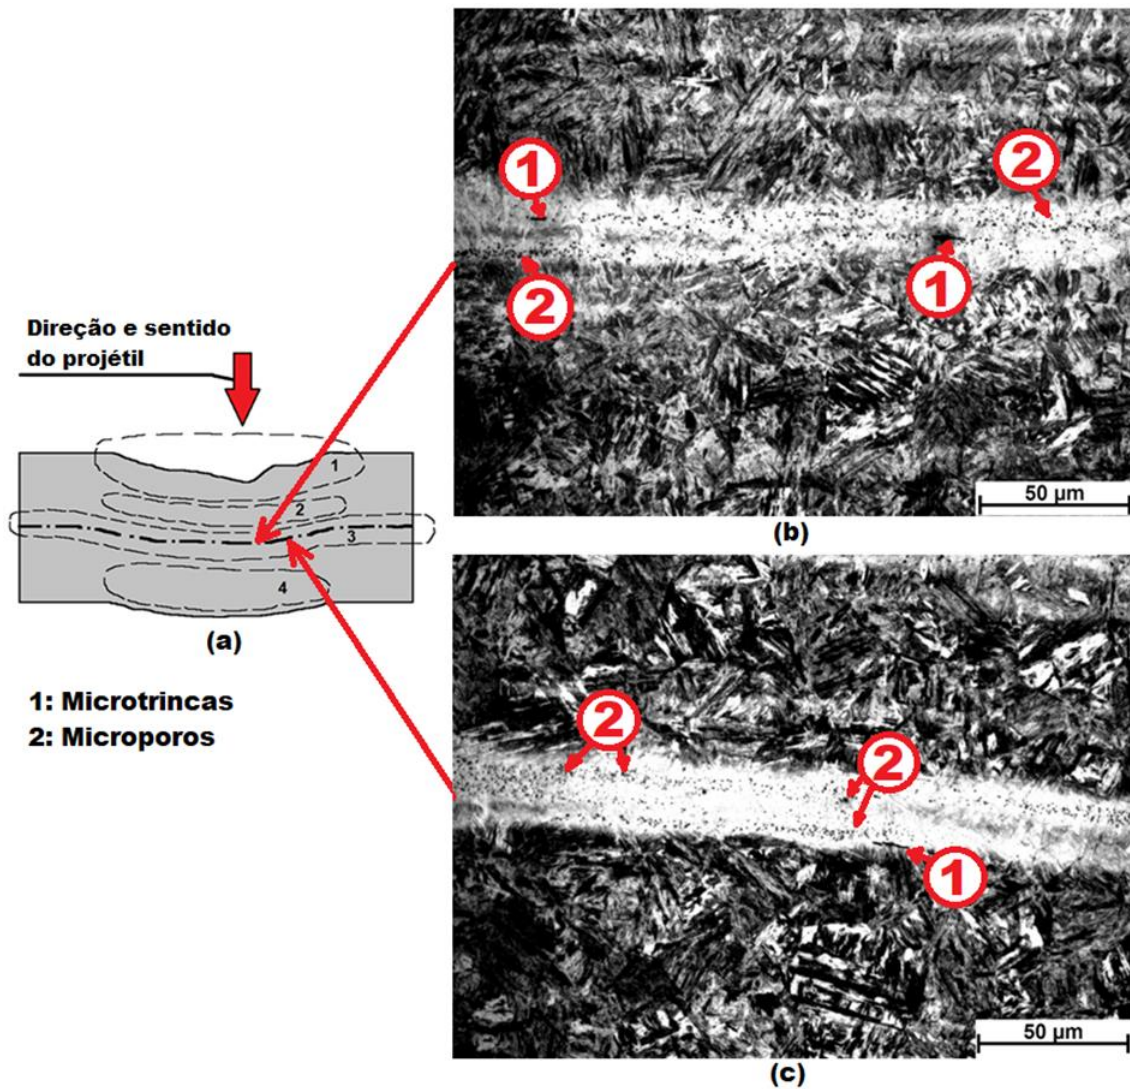 1
2
1
2
50 µm
(b)
Direção e sentido
do projétil
1
2
3
4
(a)
1: Microtrincas
2: Microporos
2
2
1
50 µm
(c)